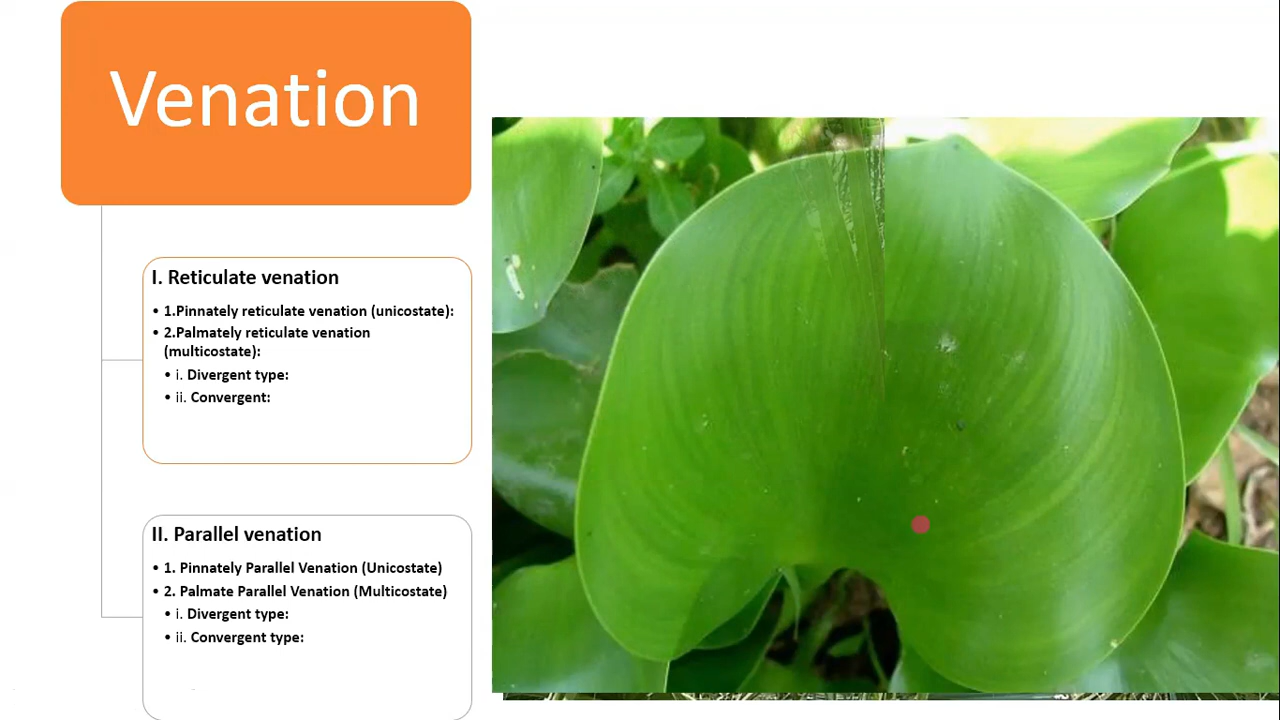 Venation
I. Reticulate venation
• 1.Pinnately reticulate venation (unicostate):
• 2.Palmately reticulate venation
(multicostate):
• i. Divergent type:
• ii. Convergent:
II. Parallel venation
• 1. Pinnately Parallel Venation (Unicostate)
• 2. Palmate Parallel Venation (Multicostate)
• i. Divergent type:
• ii. Convergent type: